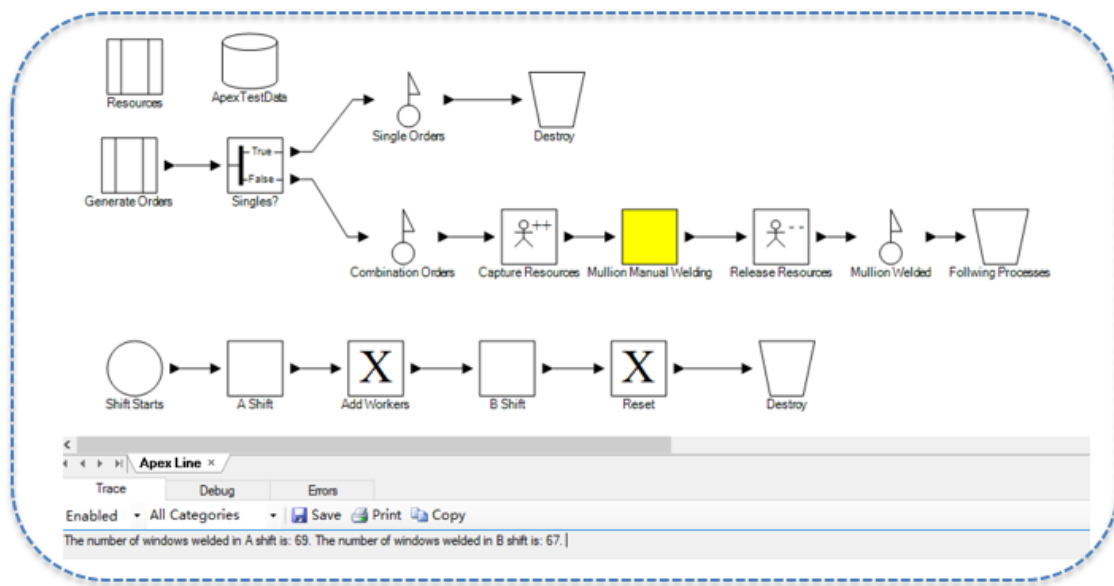 Resources
ApexTestData
Single Orders
Destroy
Generate Orders
True
False
Singles?
++
--
Combination Orders
Capture Resources
Mullion Manual Welding
Release Resources
Mullion Welded
Follwing Processes
X
X
Shift Starts
A Shift
Add Workers
B Shift
Reset
Destroy
Apex Line ×
Trace Debug Errors
Enabled All Categories Save Print Copy
The number of windows welded in A shift is: 69. The number of windows welded in B shift is: 67.